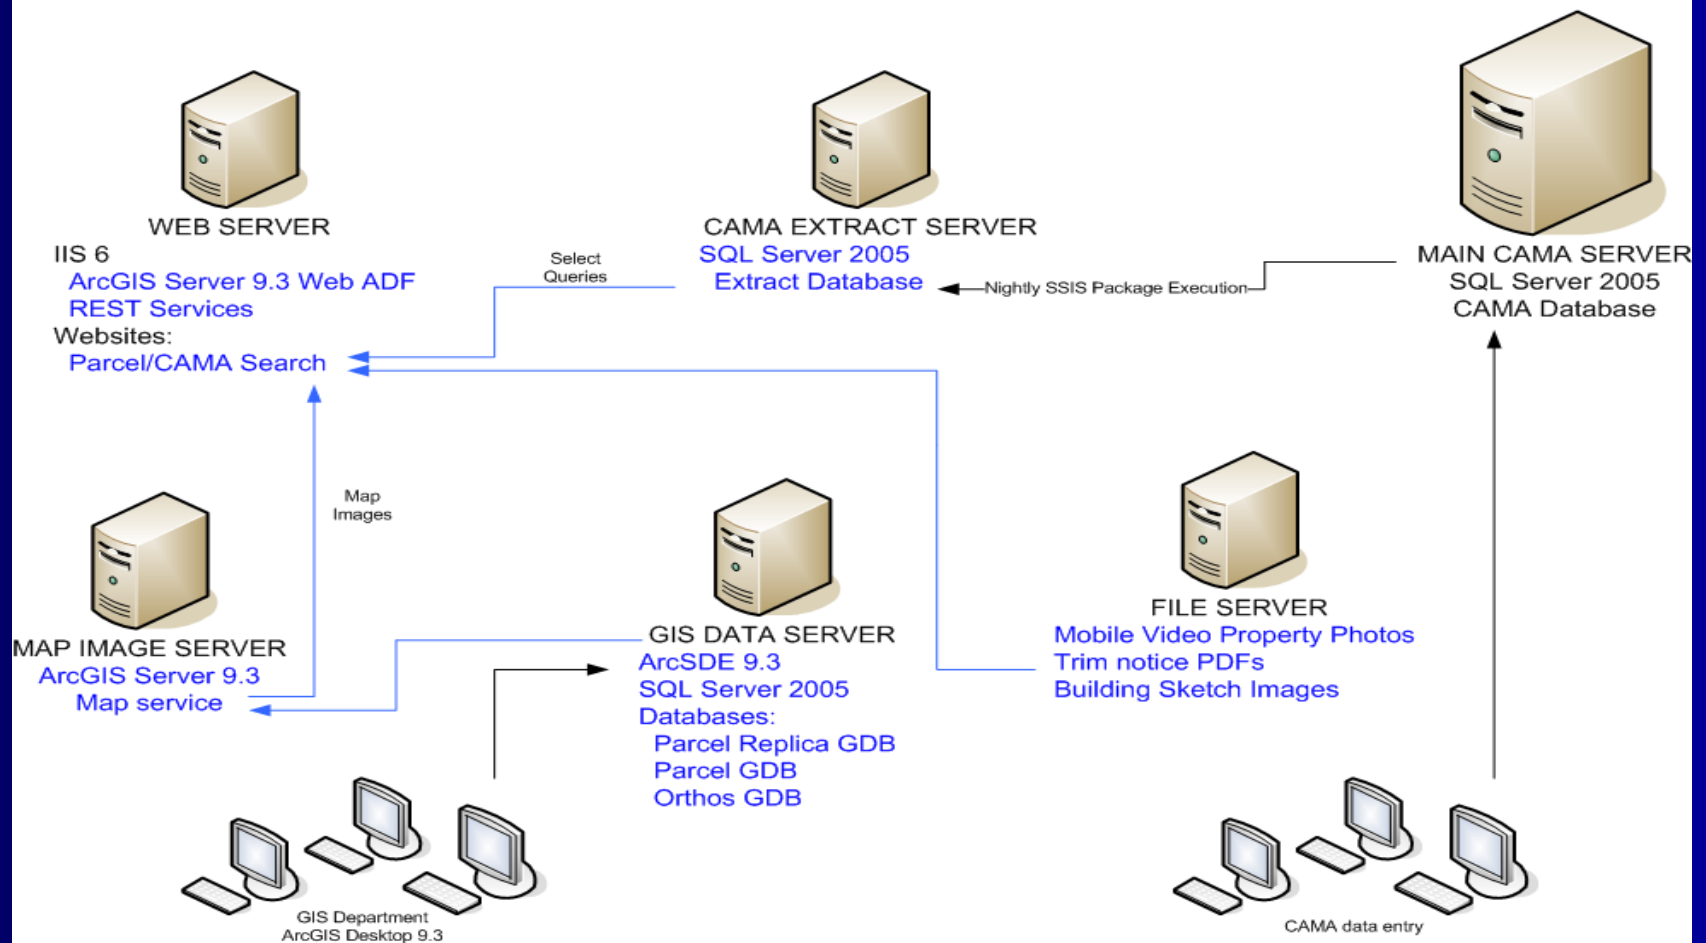 WEB SERVER
IIS 6
ArcGIS Server 9.3 Web ADF
REST Services
Websites:
Parcel/CAMA Search
Select
Queries
CAMA EXTRACT SERVER
SQL Server 2005
Extract Database
Nightly SSIS Package Execution
MAIN CAMA SERVER
SQL Server 2005
CAMA Database
Map
Images
MAP IMAGE SERVER
ArcGIS Server 9.3
Map service
GIS DATA SERVER
ArcSDE 9.3
SQL Server 2005
Databases:
Parcel Replica GDB
Parcel GDB
Orthos GDB
FILE SERVER
Mobile Video Property Photos
Trim notice PDFs
Building Sketch Images
GIS Department
ArcGIS Desktop 9.3
CAMA data entry